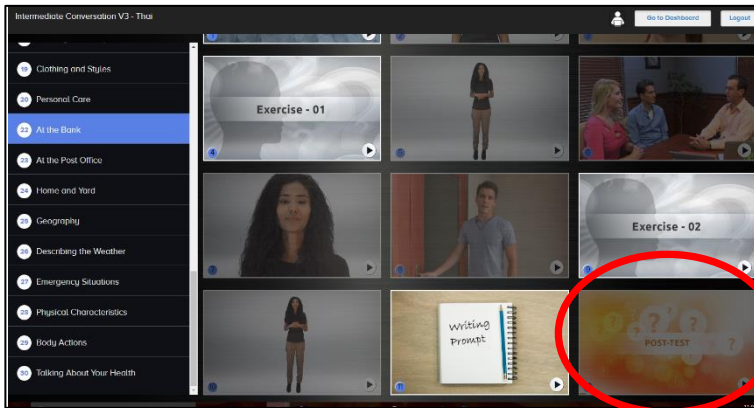 Intermediate Conversation V3 - Thai
Go to Dashboard
Logout
19 Clothing and Styles
20 Personal Care
22 At the Bank
23 At the Post Office
24 Home and Yard
25 Geography
26 Describing the Weather
27 Emergency Situations
28 Physical Characteristics
29 Body Actions
30 Talking About Your Health
Exercise - 01
4
7
Exercise - 02
10
Writing
Prompt
11
POST-TEST